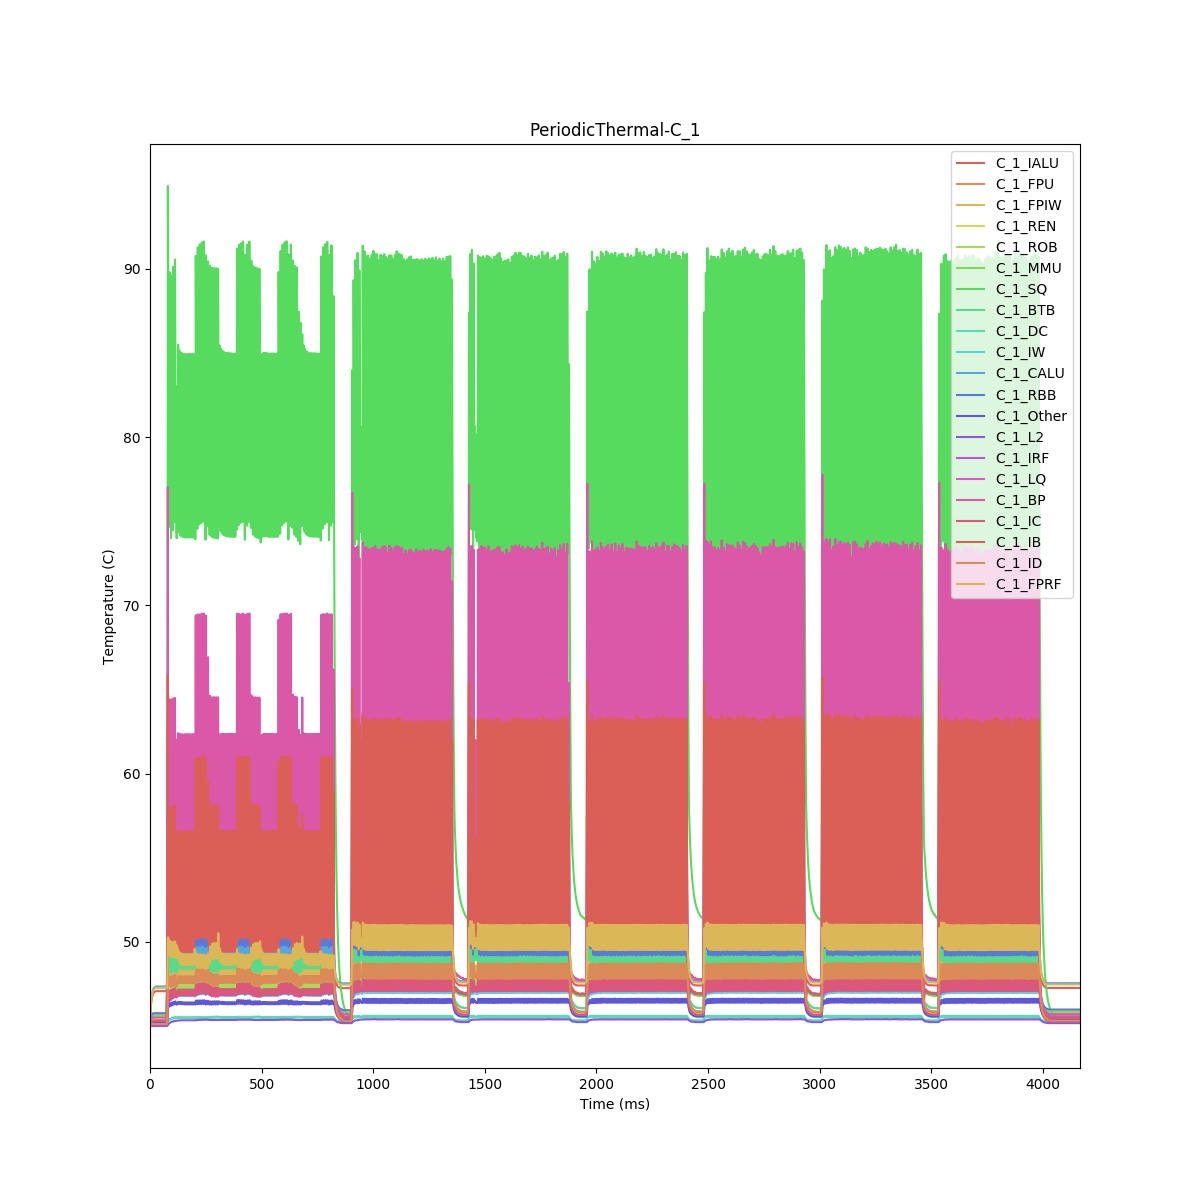 PeriodicThermal-C_1
C_1_IALU
C_1_FPU
C_1_FPIW
C_1_REN
C_1_ROB
C_1_MMU
C_1_SQ
C_1_BTB
C_1_DC
C_1_IW
C_1_CALU
C_1_RBB
C_1_Other
C_1_L2
C_1_IRF
C_1_LQ
C_1_BP
C_1_IC
C_1_IB
C_1_ID
C_1_FPRF
90
80
70
60
50
Temperature (C)
0 500 1000 1500 2000 2500 3000 3500 4000
Time (ms)